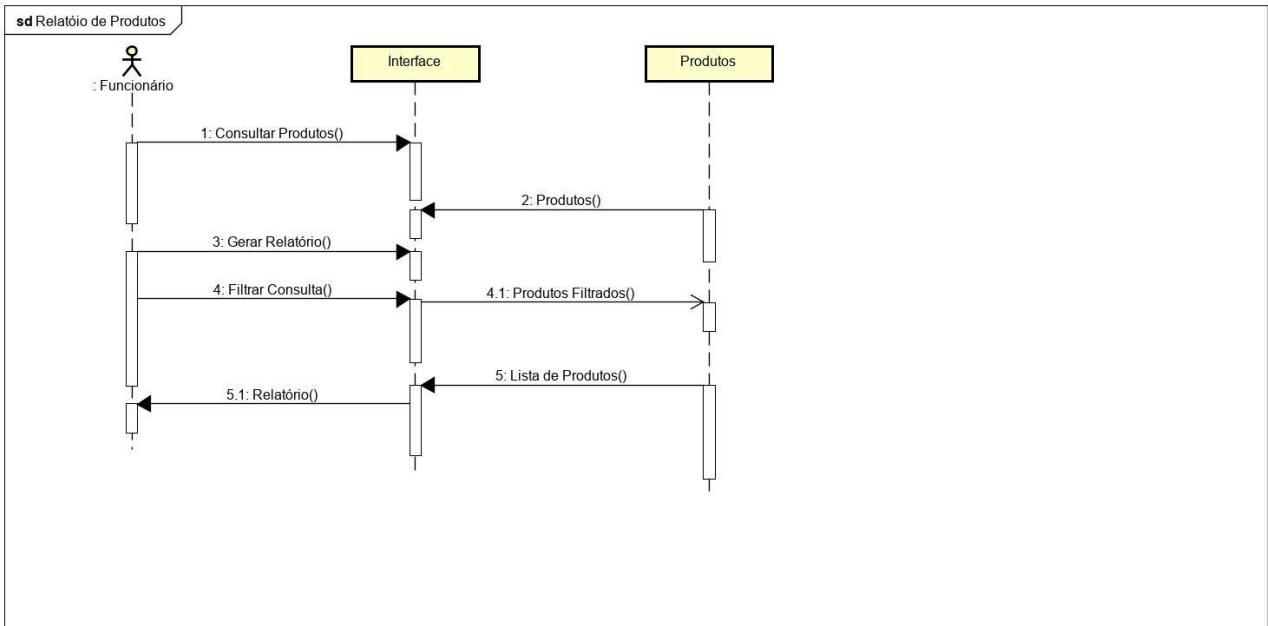 sd Relatóio de Produtos
: Funcionário
Interface
Produtos
1: Consultar Produtos()
2: Produtos()
3: Gerar Relatório()
4: Filtrar Consulta()
4.1: Produtos Filtrados()
5: Lista de Produtos()
5.1: Relatório()